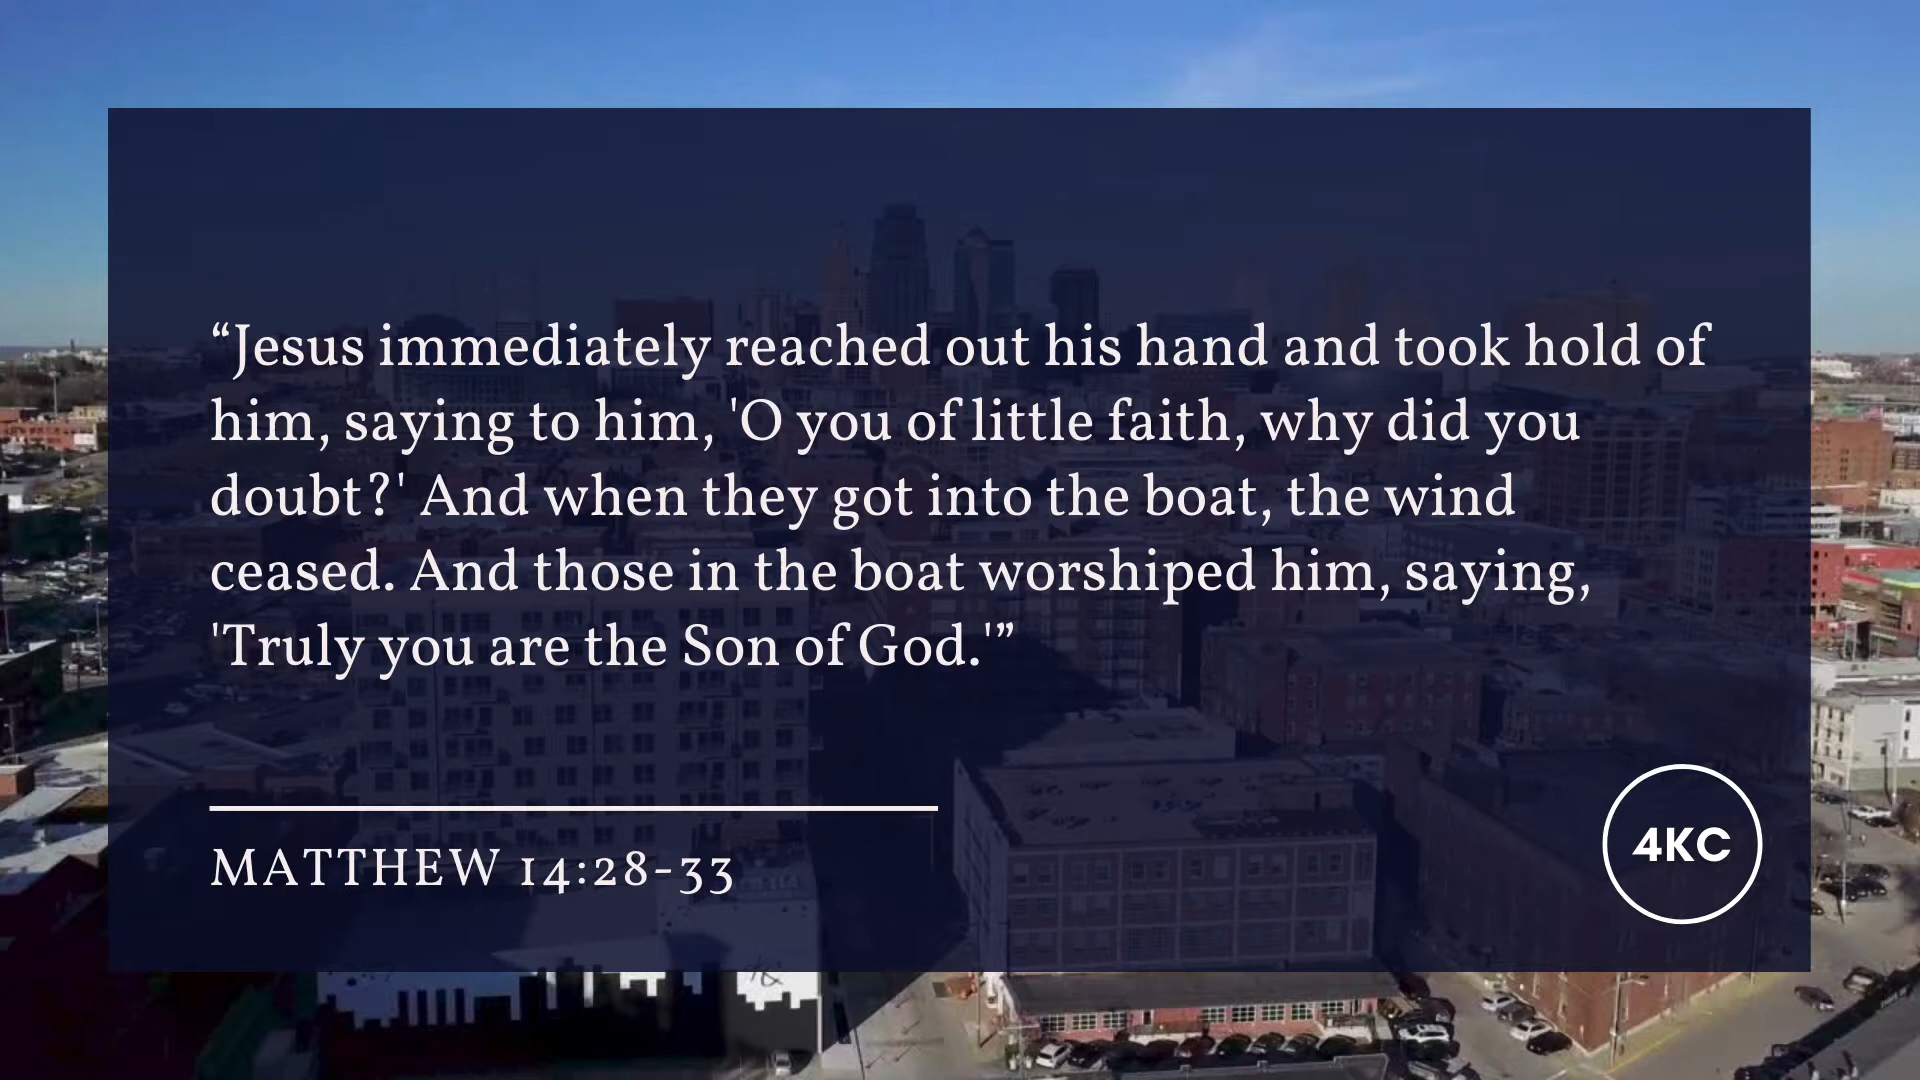 “Jesus immediately reached out his hand and took hold of
him, saying to him, 'O you of little faith, why did you
doubt?' And when they got into the boat, the wind
ceased. And those in the boat worshiped him, saying,
'Truly you are the Son of God.'”
MATTHEW 14:28-33
4KC